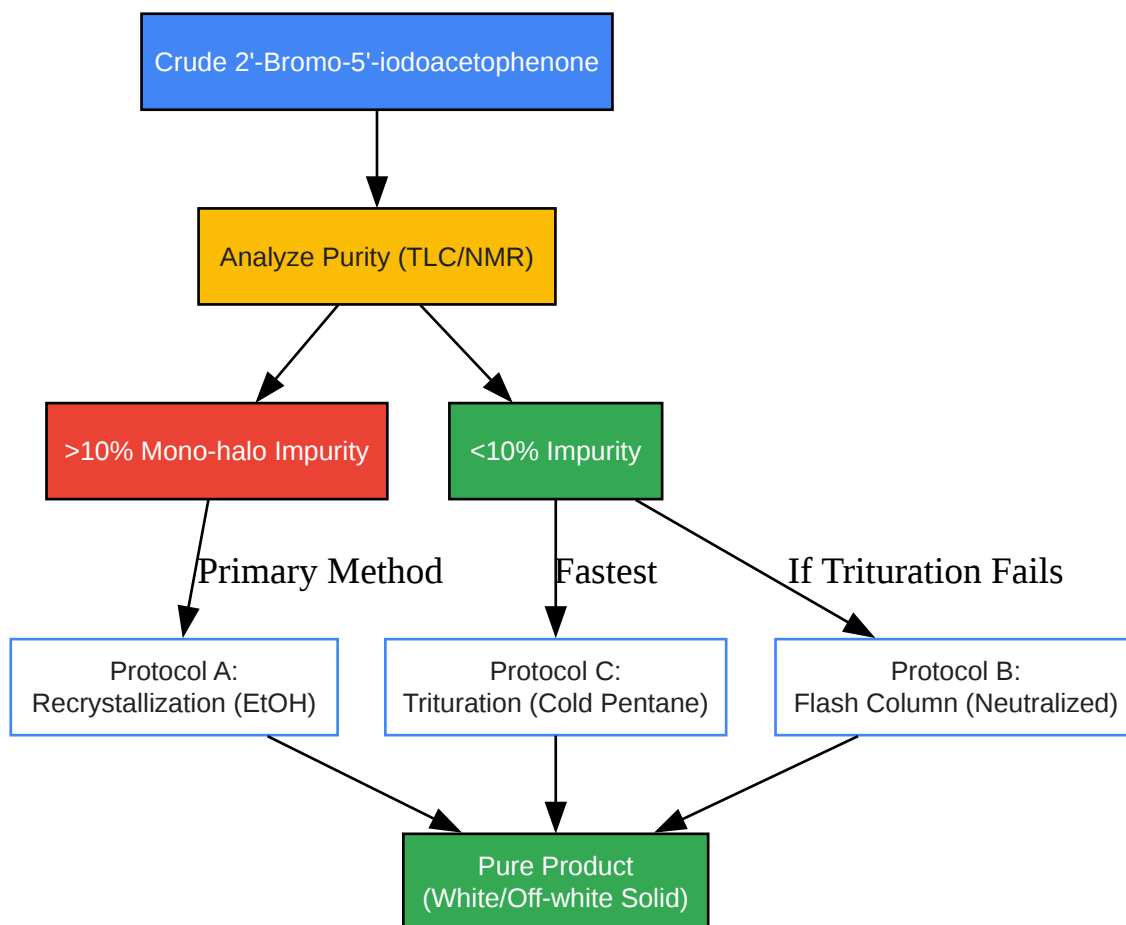 Crude 2'-Bromo-5'-iodoacetophenone
Analyze Purity (TLC/NMR)
>10% Mono-halo Impurity
<10% Impurity
Primary Method
Fastest
If Trituration Fails
Protocol A:
Recrystallization (EtOH)
Protocol C:
Trituration (Cold Pentane)
Protocol B:
Flash Column (Neutralized)
Pure Product
(White/Off-white Solid)